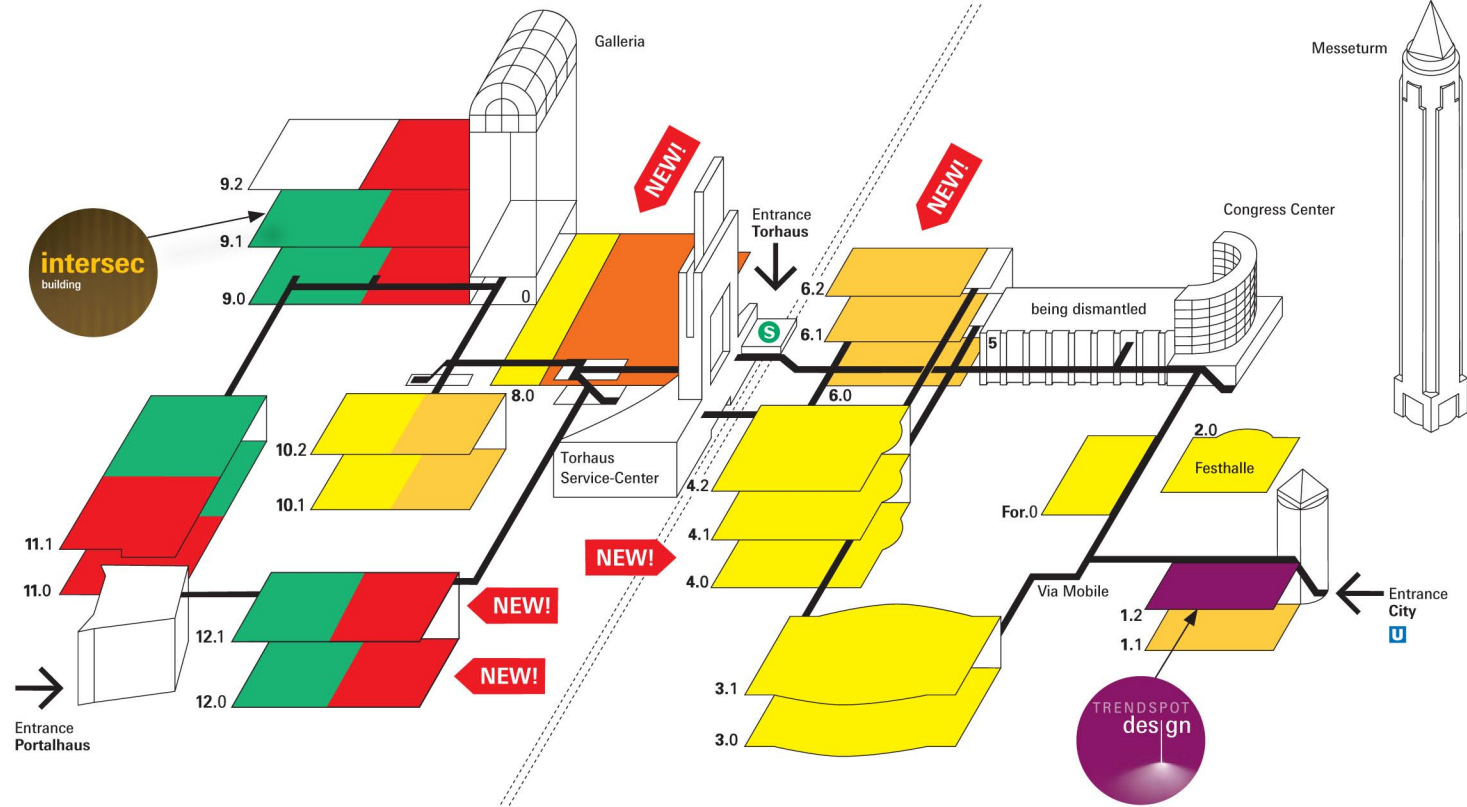 Galleria
Messeturm
NEW!
NEW!
9.2
Entrance
Torhaus
Congress Center
9.1
intersec
building
9.0
0
6.2
S
being dismantled
6.1
5
8.0
6.0
10.2
2.0
Festhalle
Torhaus
Service-Center
4.2
10.1
For.0
11.1
4.1
NEW!
4.0
11.0
Via Mobile
Entrance
City
U
NEW!
1.2
12.1
1.1
NEW!
3.1
12.0
TRENDSPOT
design
Entrance
Portalhaus
3.0